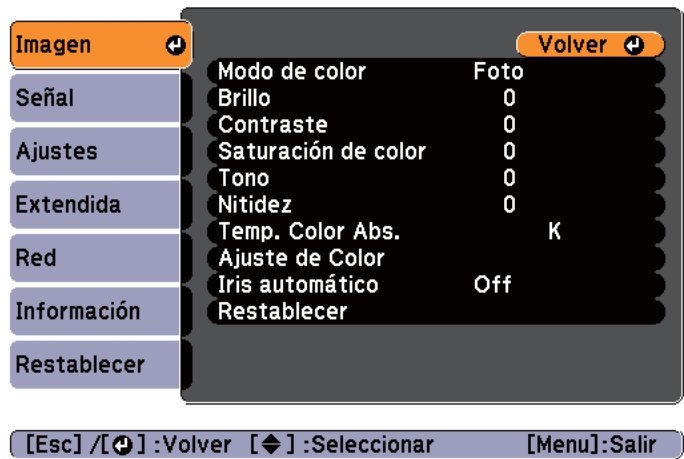 Imagen
Señal
Ajustes
Extendida
Red
Información
Restablecer
Volver
Modo de color Foto
Brillo 0
Contraste 0
Saturación de color 0
Tono 0
Nitidez 0
Temp. Color Abs. K
Ajuste de Color
Iris automático Off
Restablecer
[Esc] /[ ] :Volver [ ] :Seleccionar [Menu]:Salir